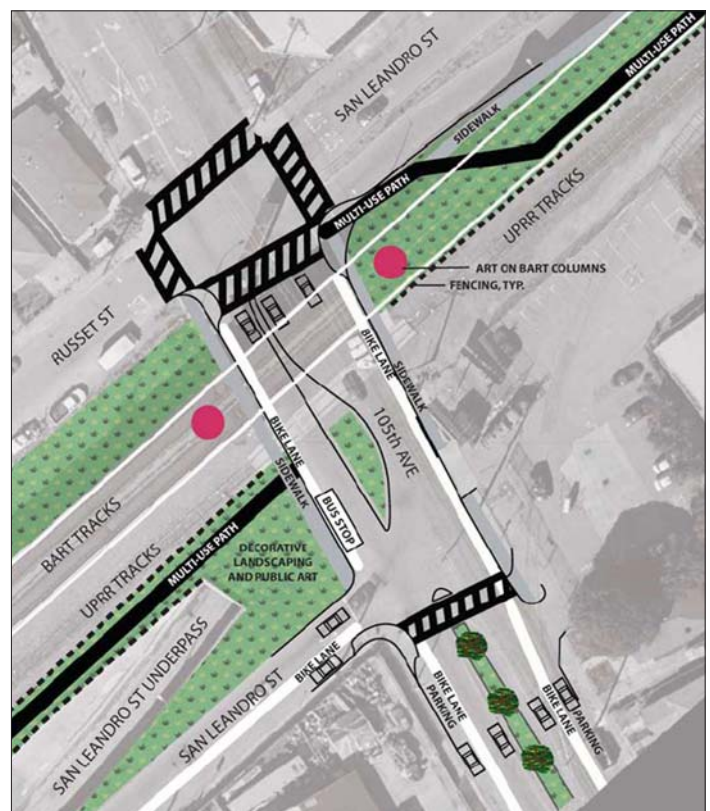 SAN LEANDRO ST
MULTI-USE PATH
SIDEWALK
MULTI-USE PATH
UPRR TRACKS
ART ON BART COLUMNS
FENCING, TYP.
RUSSET ST
BIKE LANE
SIDEWALK
105th AVE
BIKE LANE
SIDEWALK
BUS STOP
BART TRACKS
UPRR TRACKS
MULTI-USE PATH
DECORATIVE
LANDSCAPING
AND PUBLIC ART
SAN LEANDRO ST UNDERPASS
SAN LEANDRO ST
BIKE LANE
BIKE LANE
PARKING
BIKE LANE
PARKING